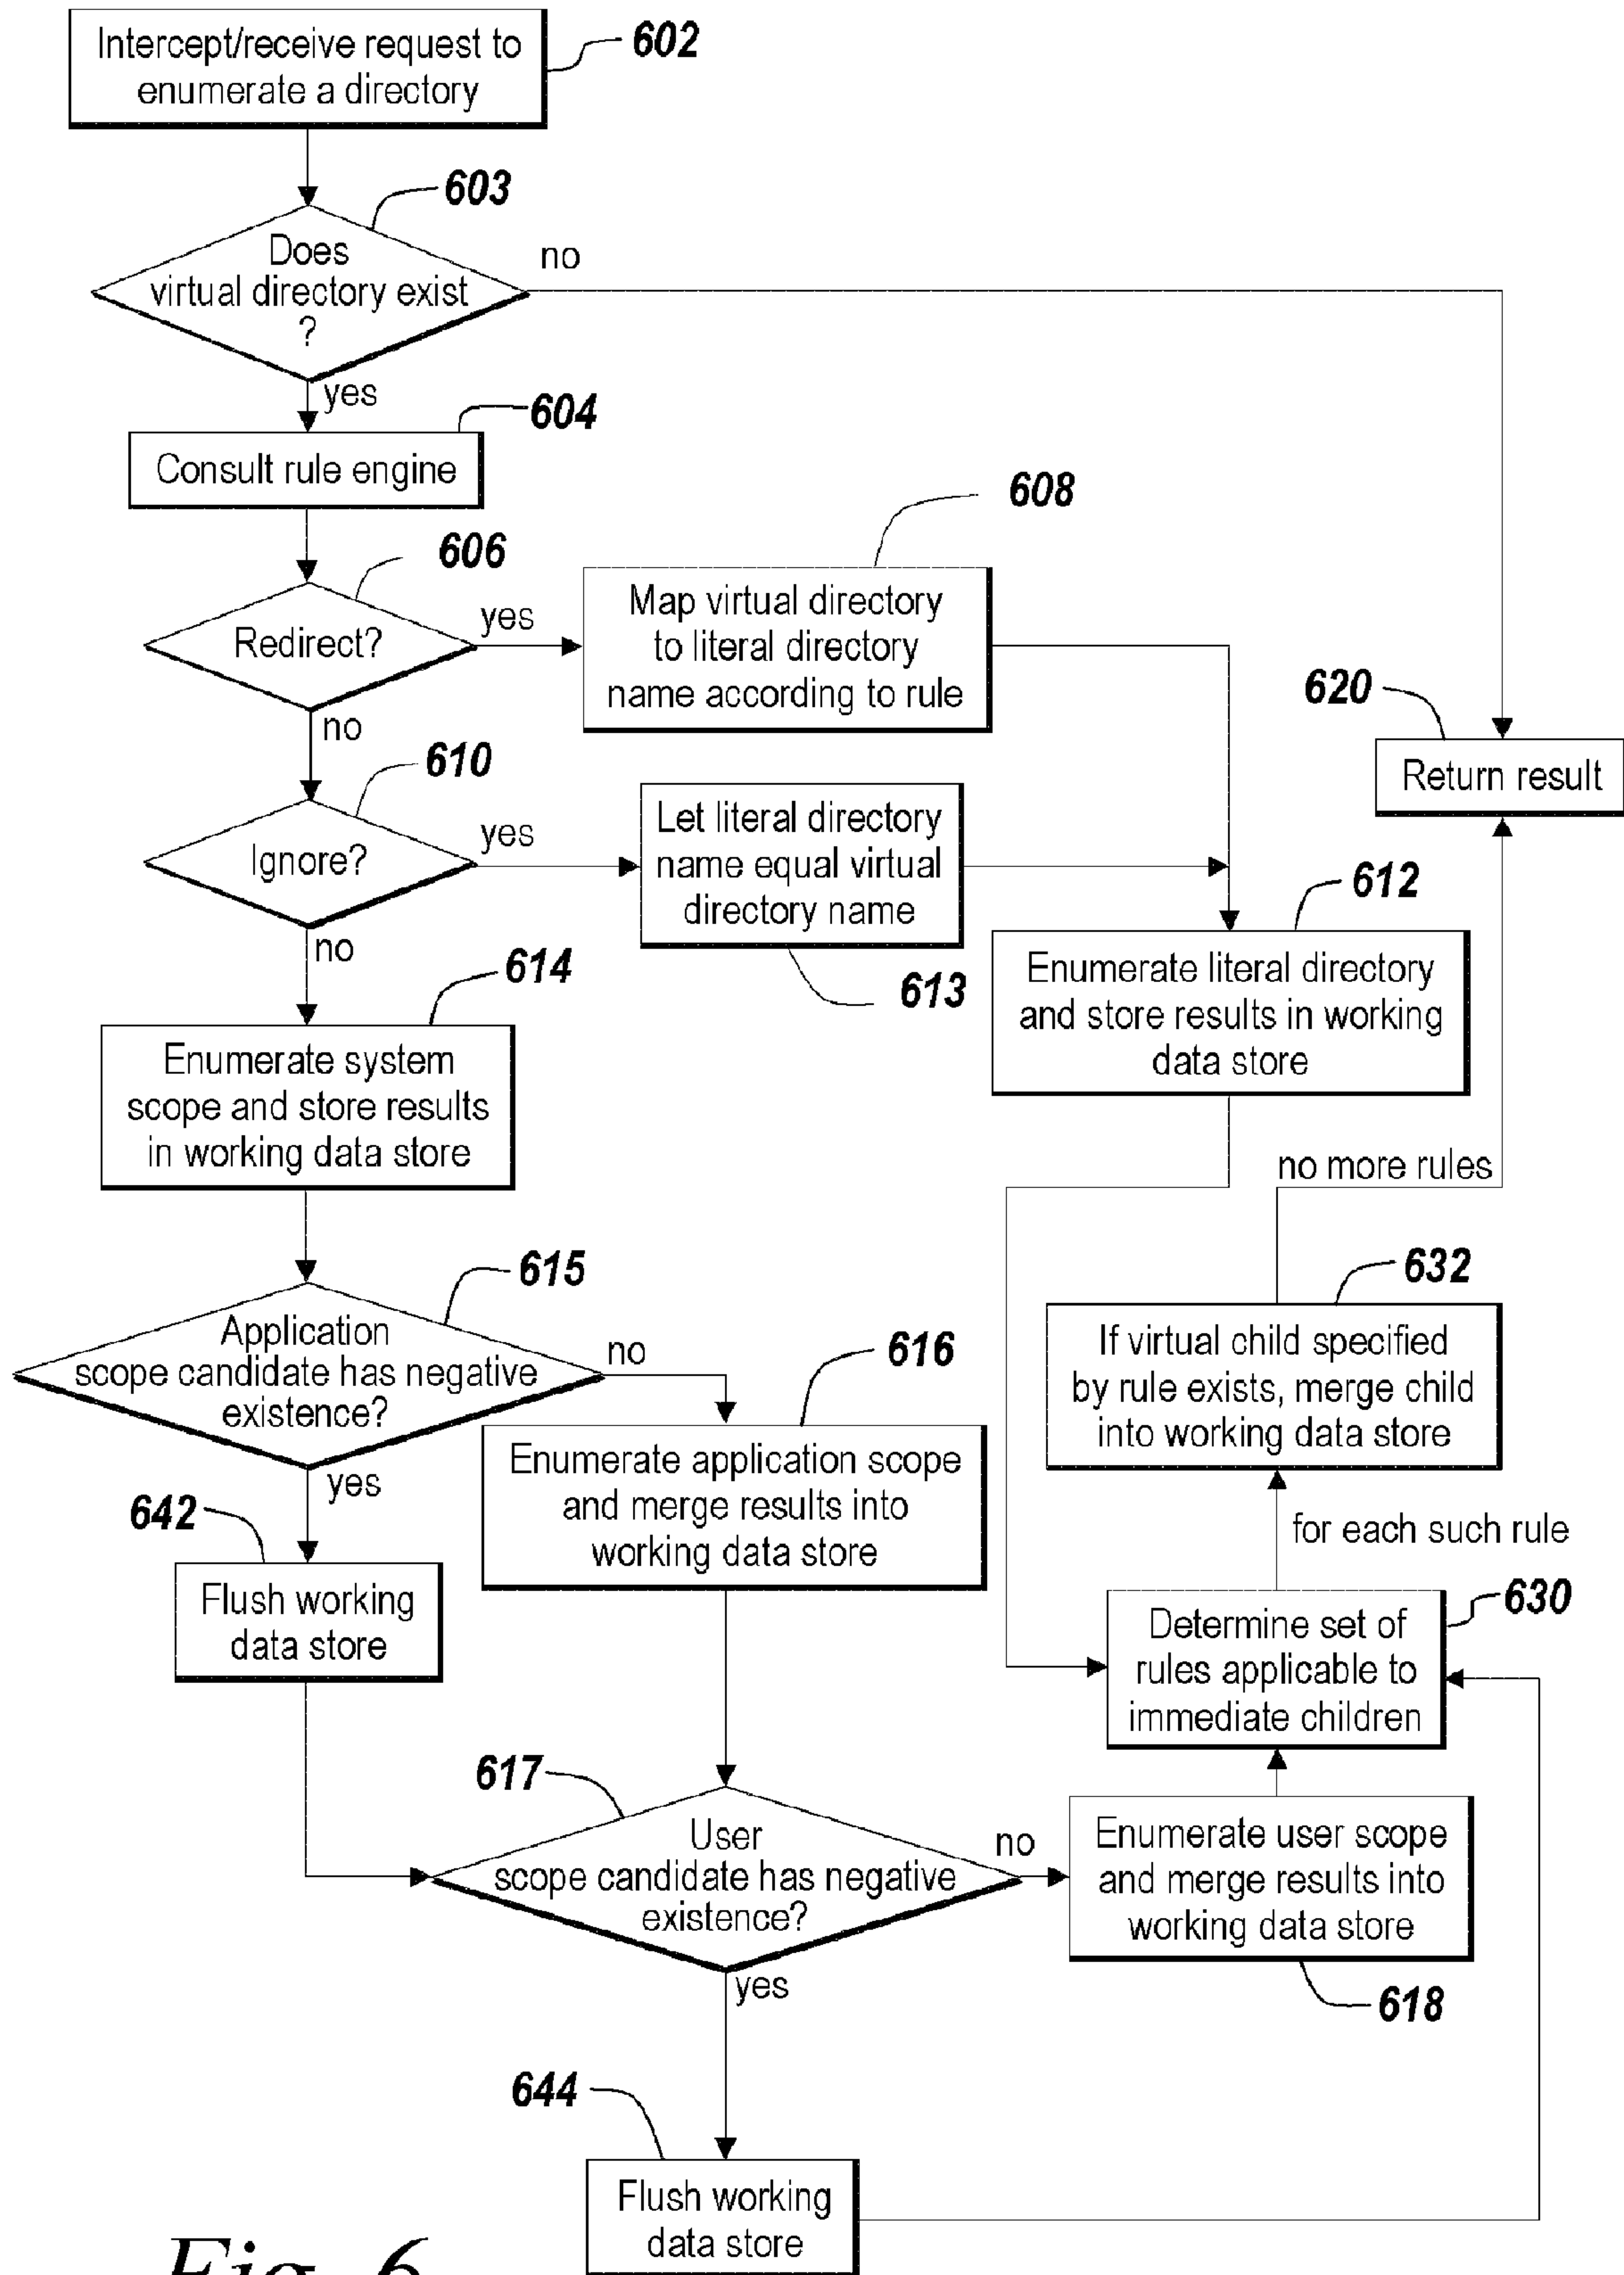 Intercept/receive request to
enumerate a directory
602
603
Does
virtual directory exist
?
no
yes
604
Consult rule engine
608
606
Redirect?
yes
Map virtual directory
to literal directory
name according to rule
620
no
Return result
610
Ignore?
yes
Let literal directory
name equal virtual
directory name
612
no
613
614
Enumerate literal directory
and store results in working
data store
Enumerate system
scope and store results
in working data store
no more rules
615
632
Application
scope candidate has negative
existence?
no
616
If virtual child specified
by rule exists, merge child
into working data store
yes
Enumerate application scope
and merge results into
working data store
642
for each such rule
Flush working
data store
630
Determine set of
rules applicable to
immediate children
617
User
scope candidate has negative
existence?
no
Enumerate user scope
and merge results into
working data store
yes
618
644
Flush working
data store
Fig. 6